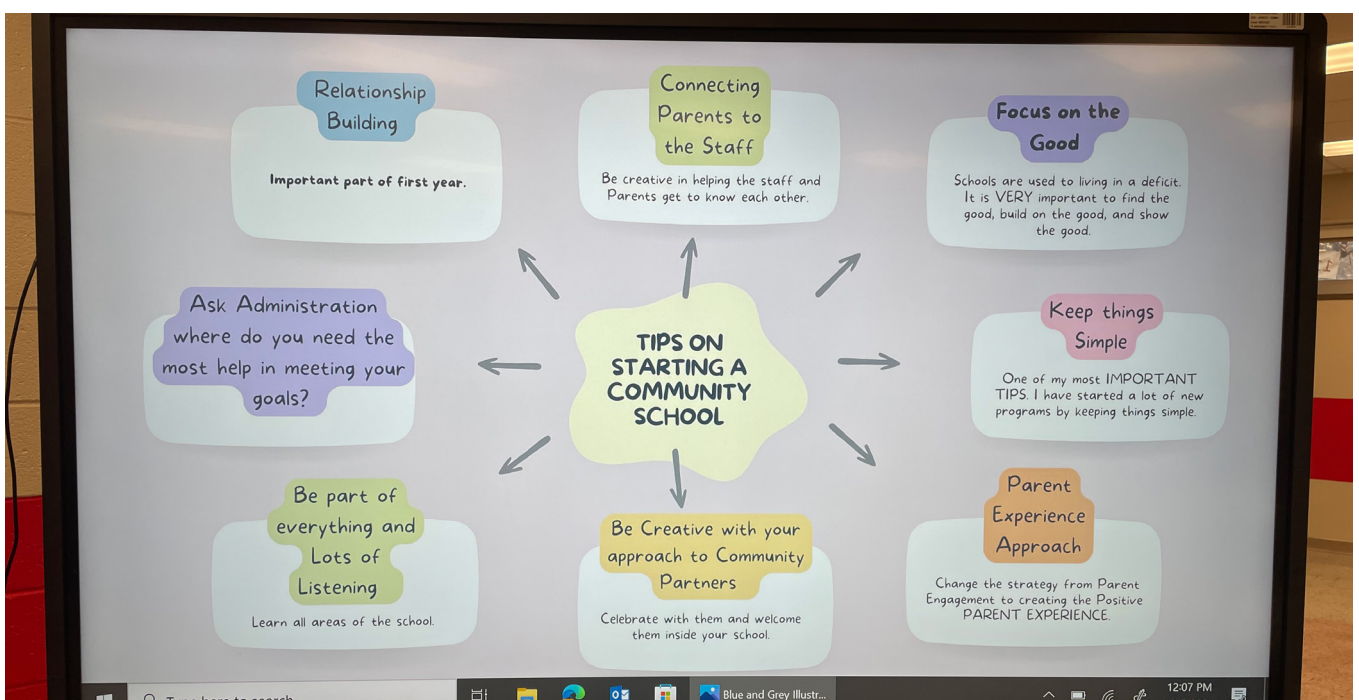 Relationship
Building
Important part of first year.
Connecting
Parents to
the Staff
Be creative in helping the staff and
Parents get to know each other.
Focus on the
Good
Schools are used to living in a deficit.
It is VERY important to find the
good, build on the good, and show
the good.
Ask Administration
where do you need the
most help in meeting your
goals?
TIPS ON
STARTING A
COMMUNITY
SCHOOL
Keep things
Simple
One of my most IMPORTANT
TIPS. I have started a lot of new
programs by keeping things simple.
Be part of
everything and
Lots of
Listening
Learn all areas of the school.
Be Creative with your
approach to Community
Partners
Celebrate with them and welcome
them inside your school.
Parent
Experience
Approach
Change the strategy from Parent
Engagement to creating the Positive
PARENT EXPERIENCE.
Type here to search
Blue and Grey Illustr...
12:07 PM